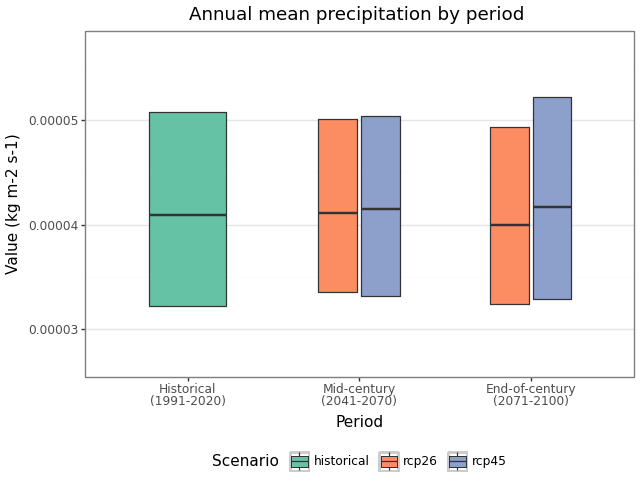 Annual mean precipitation by period
Value (kg m-2 s-1)
0.00005
0.00004
0.00003
Historical
(1991-2020)
Mid-century
(2041-2070)
End-of-century
(2071-2100)
Period
Scenario historical rcp26 rcp45